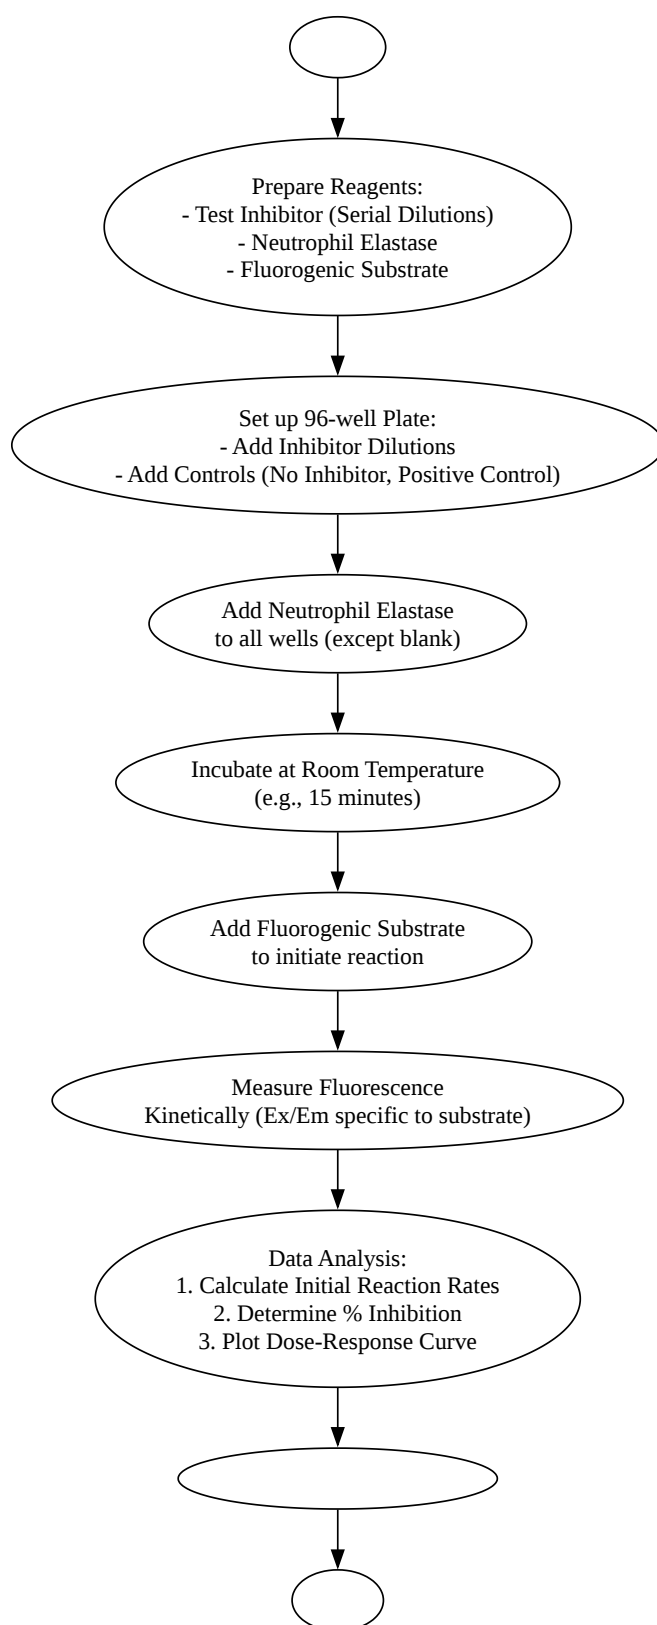 Prepare Reagents:
- Test Inhibitor (Serial Dilutions)
- Neutrophil Elastase
- Fluorogenic Substrate
Set up 96-well Plate:
- Add Inhibitor Dilutions
- Add Controls (No Inhibitor, Positive Control)
Add Neutrophil Elastase
to all wells (except blank)
Incubate at Room Temperature
(e.g., 15 minutes)
Add Fluorogenic Substrate
to initiate reaction
Measure Fluorescence
Kinetically (Ex/Em specific to substrate)
Data Analysis:
1. Calculate Initial Reaction Rates
2. Determine % Inhibition
3. Plot Dose-Response Curve